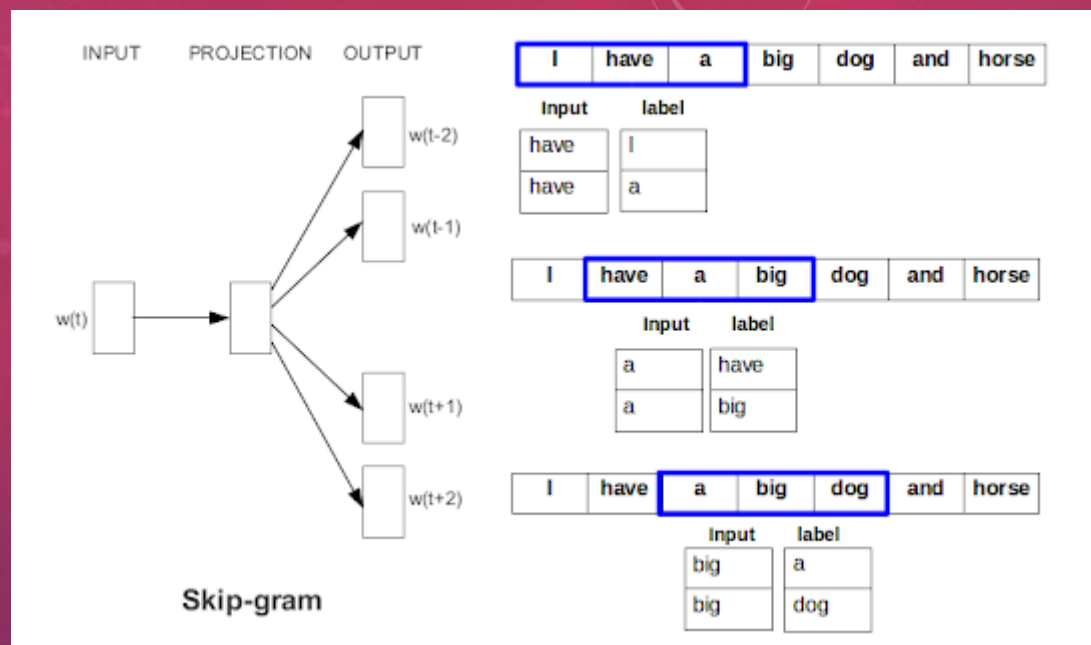 INPUT PROJECTION OUTPUT
w(t-2)
w(t-1)
w(t)
w(t+1)
w(t+2)
Skip-gram
I have a big dog and horse
Input label
have I
have a
I have a big dog and horse
Input label
a have
a big
I have a big dog and horse
Input label
big a
big dog